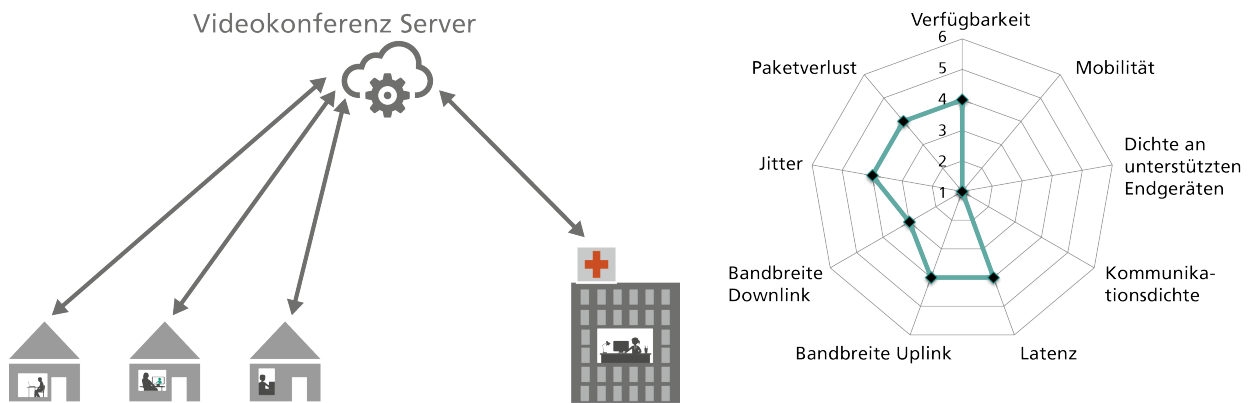 Videokonferenz Server
Verfügbarkeit
6
5
4
3
2
1
Mobilität
Dichte an
unterstützten
Endgeräten
Kommunika-
tionsdichte
Latenz
Bandbreite Uplink
Bandbreite
Downlink
Jitter
Paketverlust